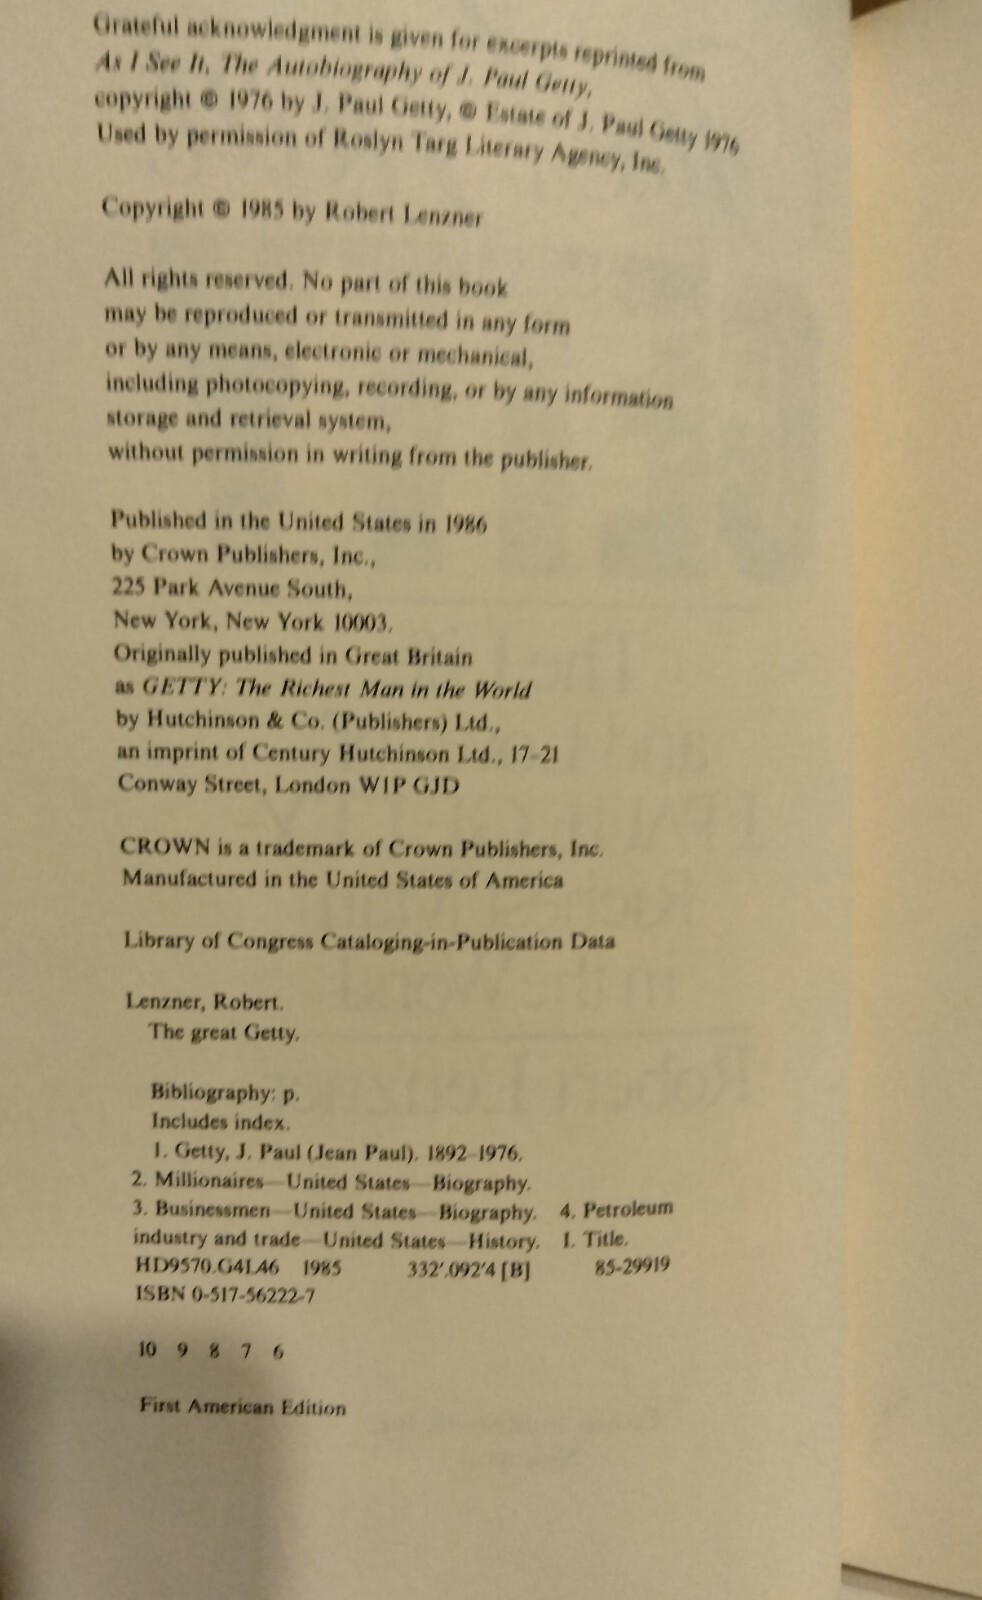 Grateful acknowledgment is given for excerpts reprinted from
As I See It, The Autobiography of J. Paul Getty,
copyright © 1976 by J. Paul Getty, © Estate of J. Paul Getty 1976
Used by permission of Roslyn Targ Literary Agency, Inc.
Copyright © 1985 by Robert Lenzner
All rights reserved. No part of this book
may be reproduced or transmitted in any form
or by any means, electronic or mechanical,
including photocopying, recording, or by any information
storage and retrieval system,
without permission in writing from the publisher.
Published in the United States in 1986
by Crown Publishers, Inc.,
225 Park Avenue South,
New York, New York 10003.
Originally published in Great Britain
as GETTY: The Richest Man in the World
by Hutchinson & Co. (Publishers) Ltd.,
an imprint of Century Hutchinson Ltd., 17-21
Conway Street, London W1P GJD
CROWN is a trademark of Crown Publishers, Inc.
Manufactured in the United States of America
Library of Congress Cataloging-in-Publication Data
Lenzner, Robert.
The great Getty.
Bibliography: p.
Includes index.
1. Getty, J. Paul (Jean Paul). 1892-1976.
2. Millionaires—United States—Biography.
3. Businessmen—United States—Biography. 4. Petroleum
industry and trade—United States—History. I. Title.
HD9570.G4L46 1985 332'.092'4 [B] 85-29919
ISBN 0-517-56222-7
10 9 8 7 6
First American Edition